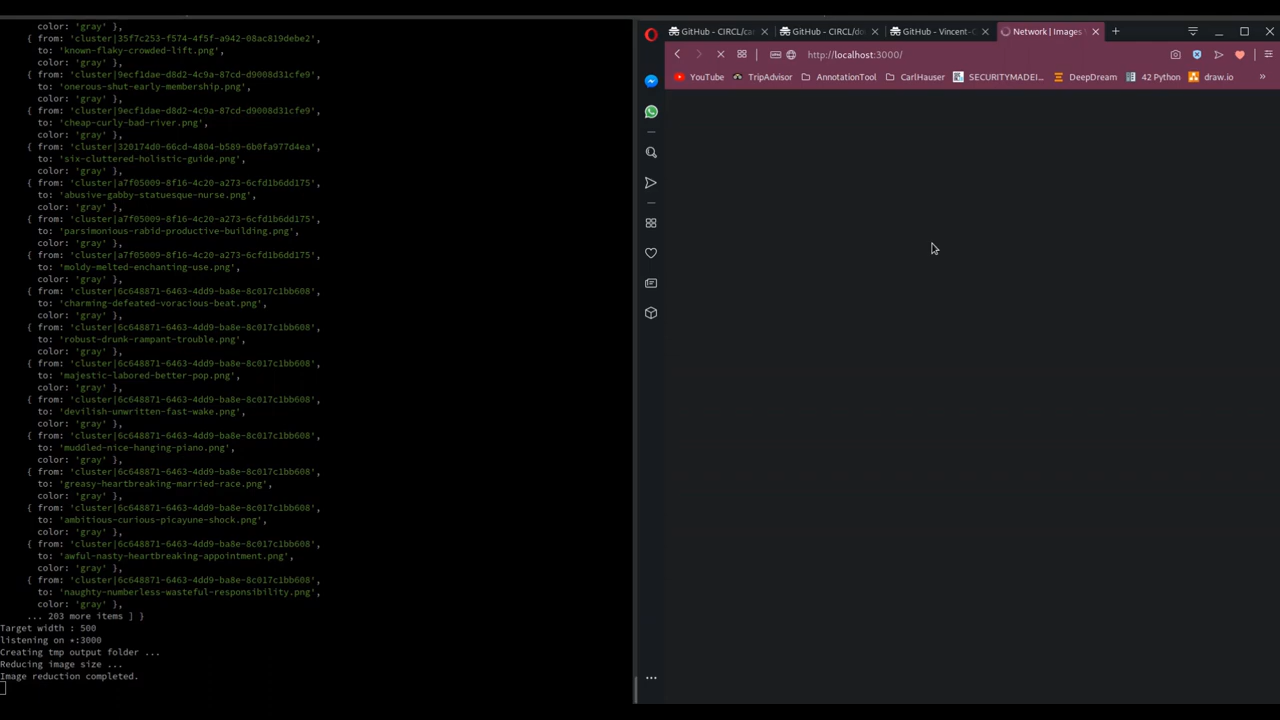 color: 'gray' },
{ from: 'cluster|35f7c253-f574-4f5f-a942-08ac819debe2',
to: 'known-flaky-crowded-lift.png',
color: 'gray' },
{ from: 'cluster|9ecf1dae-d8d2-4c9a-87cd-d9008d31cfe9',
to: 'onerous-shut-early-membership.png',
color: 'gray' },
{ from: 'cluster|9ecf1dae-d8d2-4c9a-87cd-d9008d31cfe9',
to: 'cheap-curly-bad-river.png',
color: 'gray' },
{ from: 'cluster|320174d0-66cd-4804-b589-6b0fa977d4ea',
to: 'six-cluttered-holistic-guide.png',
color: 'gray' },
{ from: 'cluster|a7f05009-8f16-4c20-a273-6cfd1b6dd175',
to: 'abusive-gabby-statuesque-nurse.png',
color: 'gray' },
{ from: 'cluster|a7f05009-8f16-4c20-a273-6cfd1b6dd175',
to: 'parsimonious-rabid-productive-building.png',
color: 'gray' },
{ from: 'cluster|a7f05009-8f16-4c20-a273-6cfd1b6dd175',
to: 'moldy-melted-enchanting-use.png',
color: 'gray' },
{ from: 'cluster|6c648871-6463-4dd9-ba8e-8c017c1bb608',
to: 'charming-defeated-voracious-beat.png',
color: 'gray' },
{ from: 'cluster|6c648871-6463-4dd9-ba8e-8c017c1bb608',
to: 'robust-drunk-rampant-trouble.png',
color: 'gray' },
{ from: 'cluster|6c648871-6463-4dd9-ba8e-8c017c1bb608',
to: 'majestic-labored-better-pop.png',
color: 'gray' },
{ from: 'cluster|6c648871-6463-4dd9-ba8e-8c017c1bb608',
to: 'devilish-unwritten-fast-wake.png',
color: 'gray' },
{ from: 'cluster|6c648871-6463-4dd9-ba8e-8c017c1bb608',
to: 'muddled-nice-hanging-piano.png',
color: 'gray' },
{ from: 'cluster|6c648871-6463-4dd9-ba8e-8c017c1bb608',
to: 'greasy-heartbreaking-married-race.png',
color: 'gray' },
{ from: 'cluster|6c648871-6463-4dd9-ba8e-8c017c1bb608',
to: 'ambitious-curious-picayune-shock.png',
color: 'gray' },
{ from: 'cluster|6c648871-6463-4dd9-ba8e-8c017c1bb608',
to: 'awful-nasty-heartbreaking-appointment.png',
color: 'gray' },
{ from: 'cluster|6c648871-6463-4dd9-ba8e-8c017c1bb608',
to: 'naughty-numberless-wasteful-responsibility.png',
color: 'gray' },
... 203 more items ] }
Target width : 500
listening on *:3000
Creating tmp output folder ...
Reducing image size ...
Image reduction completed.
GitHub - CIRCL/ca
GitHub - CIRCL/do
GitHub - Vincent-
Network | Images
http://localhost:3000/
YouTube TripAdvisor AnnotationTool CarlHauser SECURITYMADEI... DeepDream 42 Python draw.io »